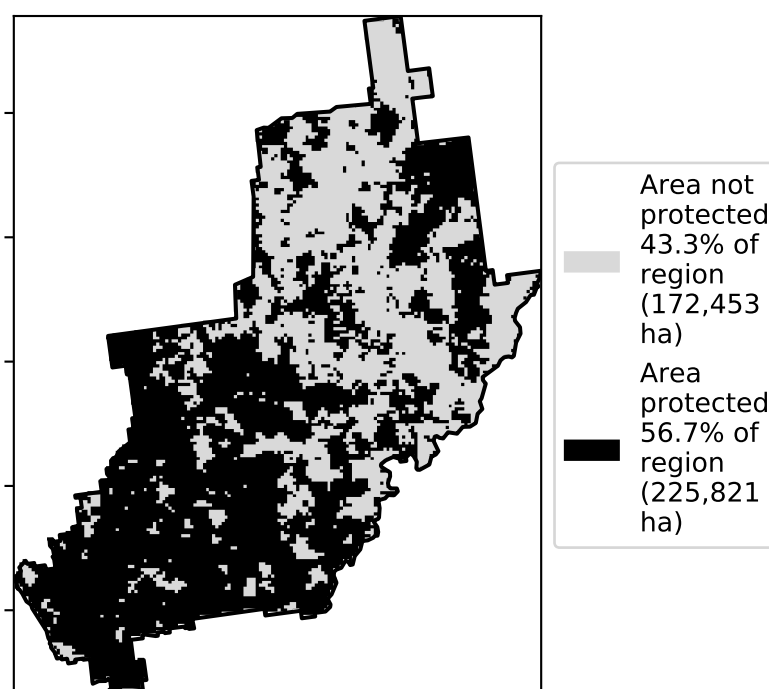 Area not
protected
43.3% of
region
(172,453
ha)
Area
protected
56.7% of
region
(225,821
ha)